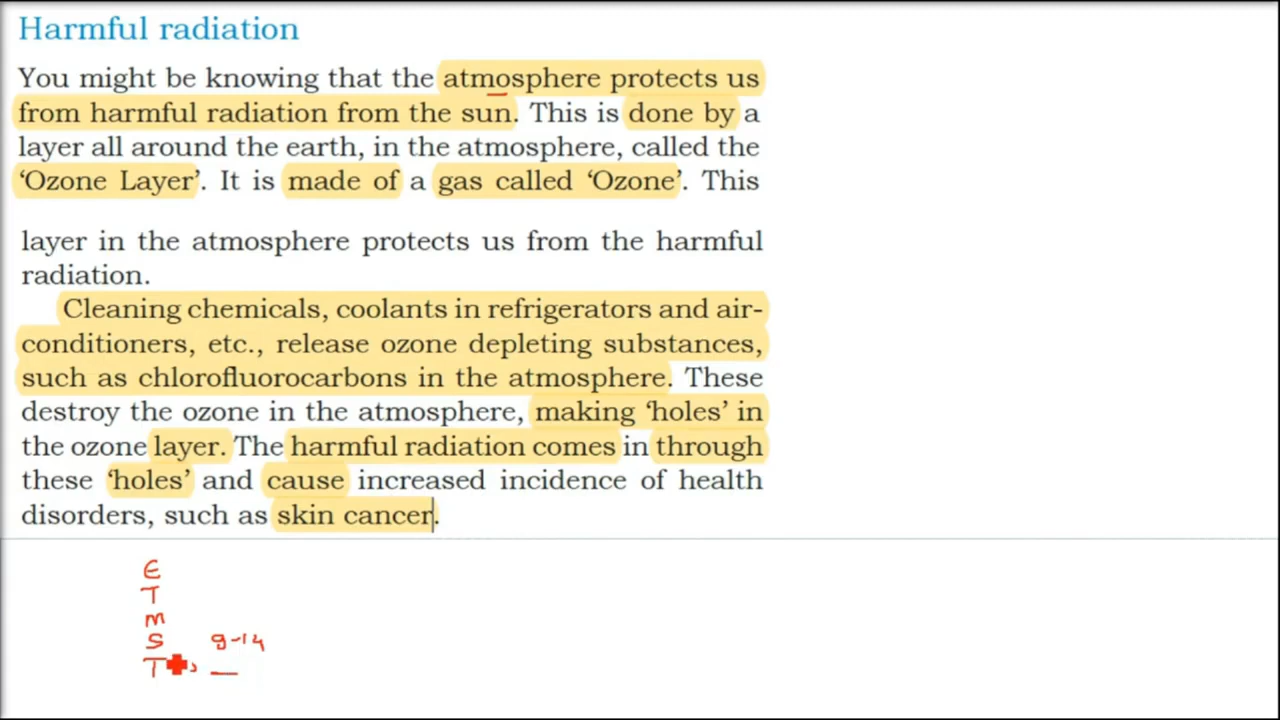 Harmful radiation
You might be knowing that the atmosphere protects us
from harmful radiation from the sun. This is done by a
layer all around the earth, in the atmosphere, called the
‘Ozone Layer’. It is made of a gas called ‘Ozone’. This
layer in the atmosphere protects us from the harmful
radiation.
Cleaning chemicals, coolants in refrigerators and air-
conditioners, etc., release ozone depleting substances,
such as chlorofluorocarbons in the atmosphere. These
destroy the ozone in the atmosphere, making ‘holes’ in
the ozone layer. The harmful radiation comes in through
these ‘holes’ and cause increased incidence of health
disorders, such as skin cancer.
E
T
M
S 9-14
T